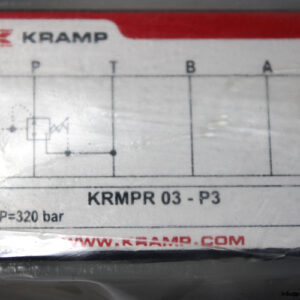 KRAMP
P T B A
KRMPR 03 - P3
P=320 bar
WWW.KRAMP.COM